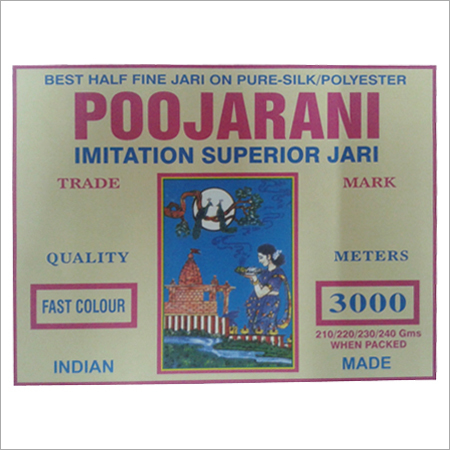 BEST HALF FINE JARI ON PURE-SILK/POLYESTER
POOJARANI
IMITATION SUPERIOR JARI
TRADE MARK
QUALITY METERS
FAST COLOUR 3000
210/220/230/240 Gms
WHEN PACKED
INDIAN MADE